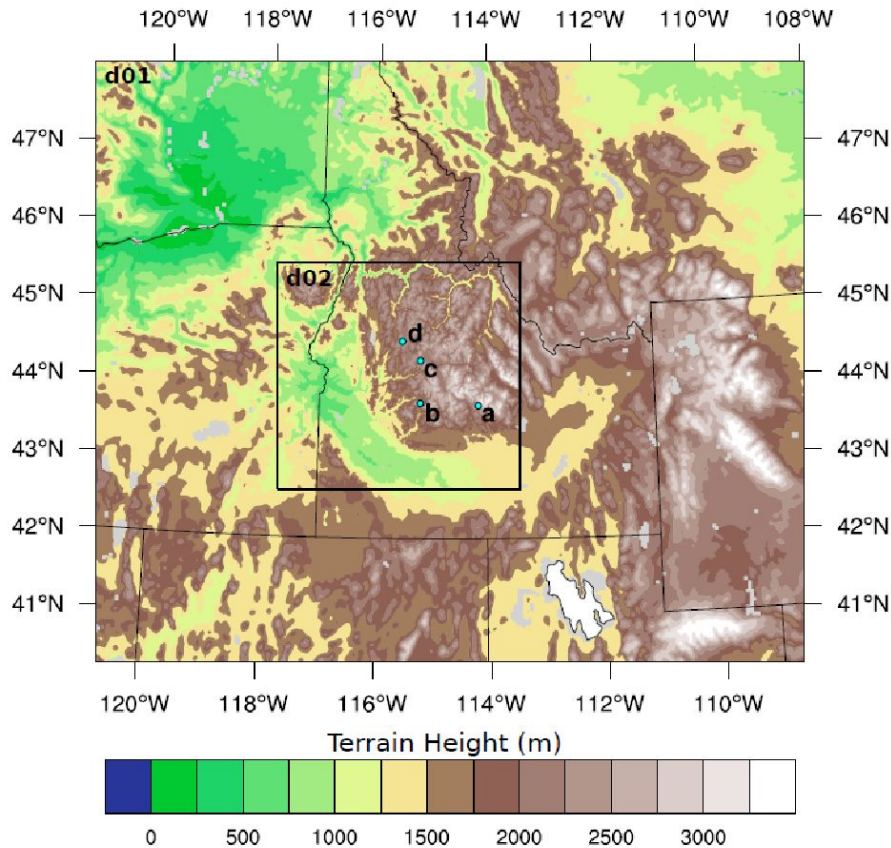 120°W 118°W 116°W 114°W 112°W 110°W 108°W
d01
47°N 47°N
46°N 46°N
45°N 45°N
d02
d
44°N 44°N
c
b a
43°N 43°N
42°N 42°N
41°N 41°N
120°W 118°W 116°W 114°W 112°W 110°W
Terrain Height (m)
0 500 1000 1500 2000 2500 3000